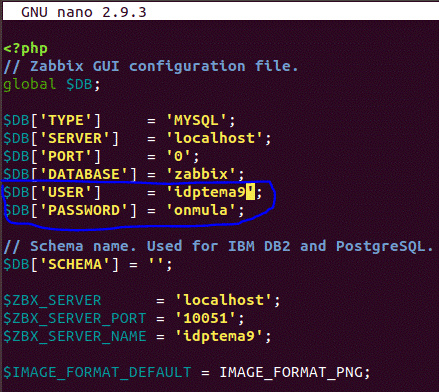 GNU nano 2.9.3
<?php
// Zabbix GUI configuration file.
global $DB;
$DB['TYPE']     = 'MYSQL';
$DB['SERVER']   = 'localhost';
$DB['PORT']     = '0';
$DB['DATABASE'] = 'zabbix';
$DB['USER']     = 'idptema9';
$DB['PASSWORD'] = 'onmula';
// Schema name. Used for IBM DB2 and PostgreSQL.
$DB['SCHEMA'] = '';
$ZBX_SERVER      = 'localhost';
$ZBX_SERVER_PORT = '10051';
$ZBX_SERVER_NAME = 'idptema9';
$IMAGE_FORMAT_DEFAULT = IMAGE_FORMAT_PNG;